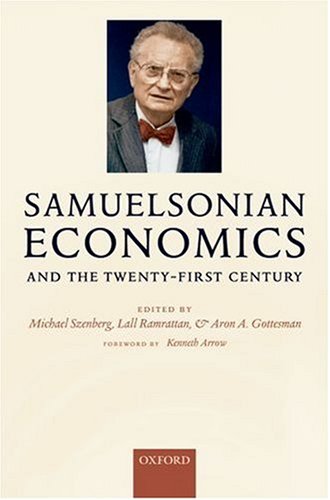 SAMUELSONIAN
ECONOMICS
AND THE TWENTY-FIRST CENTURY
EDITED BY
Michael Szenberg, Lall Ramrattan, & Aron A. Gottesman
FOREWORD BY Kenneth Arrow
OXFORD